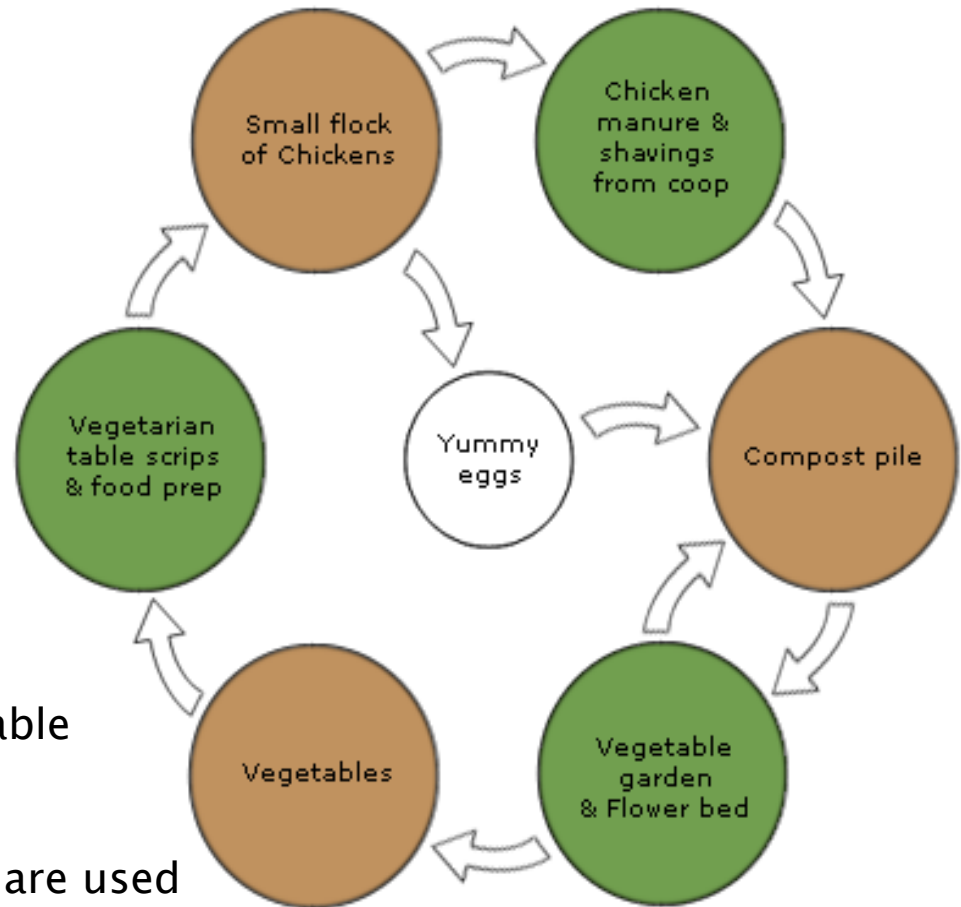 Small flock
of Chickens
Chicken
manure &
shavings
from coop
Vegetarian
table scrips
& food prep
Yummy
eggs
Compost pile
Vegetables
Vegetable
garden
& Flower bed
able
are used